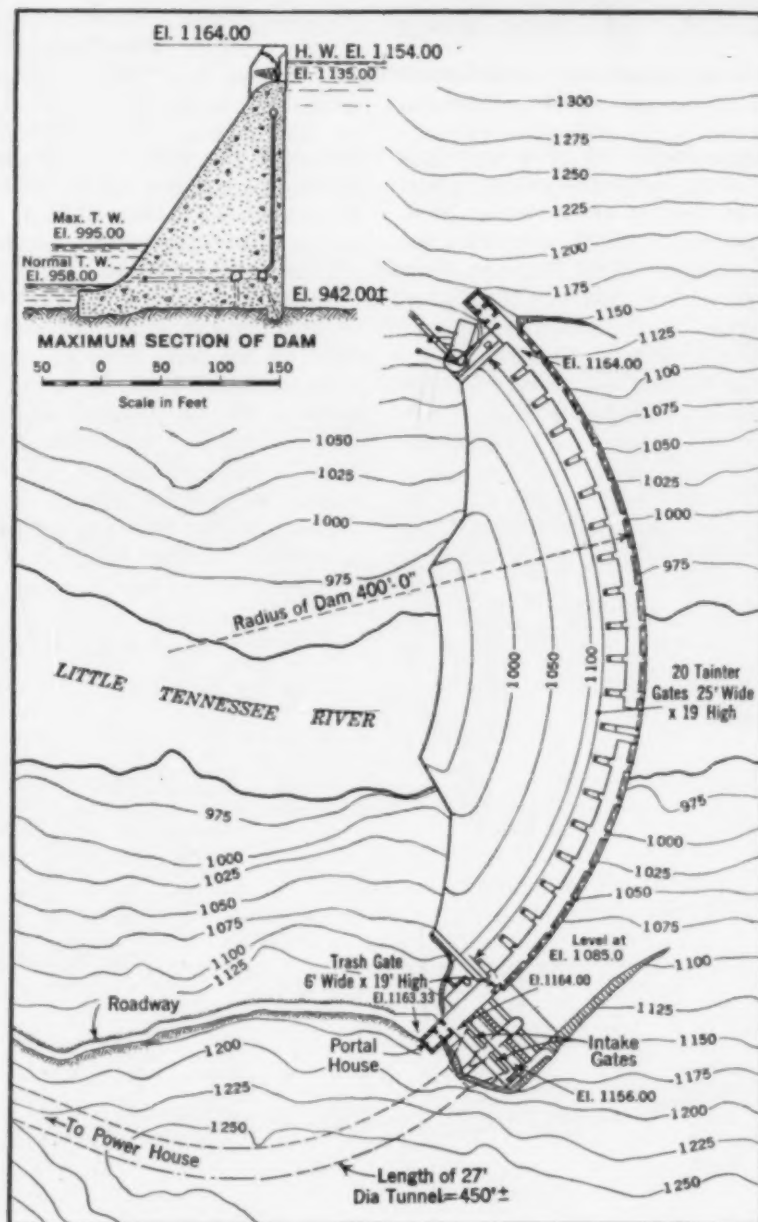 El. 1164.00
H. W. El. 1154.00
El. 1135.00
Max. T. W.
El. 995.00
Normal T. W.
El. 958.00
El. 942.00±
MAXIMUM SECTION OF DAM
50 0 50 100 150
Scale in Feet
1300
1275
1250
1225
1200
1175
1150
1125
El. 1164.00
1100
1075
1050
1025
1000
975
1050
1025
1000
975
Radius of Dam 400'-0"
LITTLE TENNESSEE RIVER
1000
1050
1100
20 Tainter
Gates 25' Wide
x 19 High
975
1000
1025
1050
1075
1100
1125
975
1000
1025
1050
1075
Level at
El. 1085.0
1100
1125
1150
1175
1200
1225
1250
Trash Gate
6' Wide x 19' High
El.1163.33
El.1164.00
Roadway
Portal
House
Intake
Gates
El. 1156.00
1200
1225
1250
To Power House
Length of 27'
Dia Tunnel=450'±